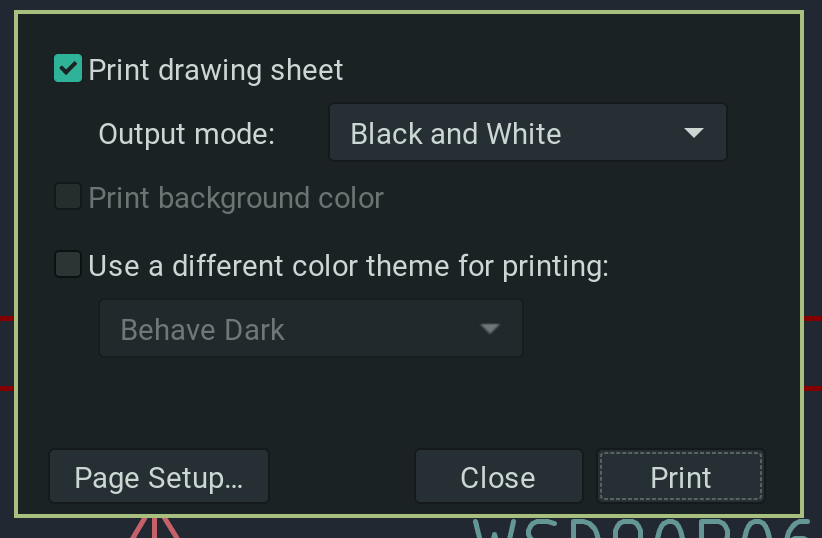 Print drawing sheet
Output mode: Black and White
Print background color
Use a different color theme for printing:
Behave Dark
Page Setup... Close Print